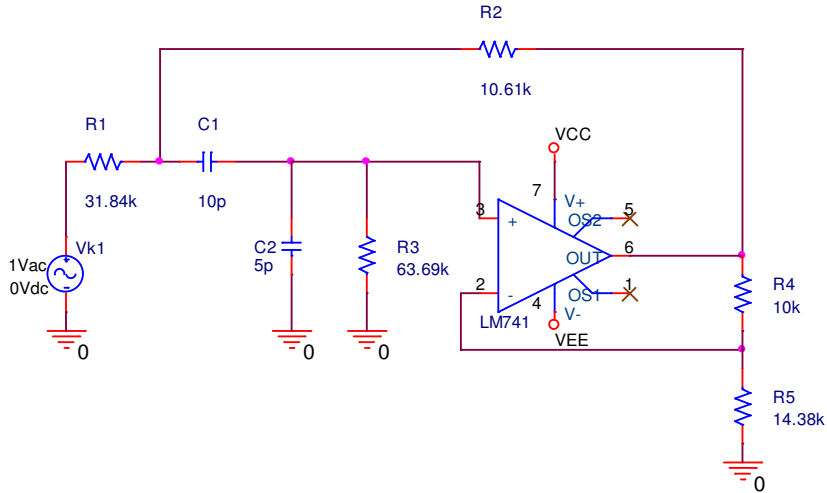 R2
10.61k
R1
C1
31.84k
10p
VCC
7
V+
5
OS2
3
+
6
OUT
2
-
1
OS1
4
V-
LM741
VEE
Vk1
1Vac
0Vdc
C2
5p
R3
63.69k
R4
10k
R5
14.38k
0
0
0
0